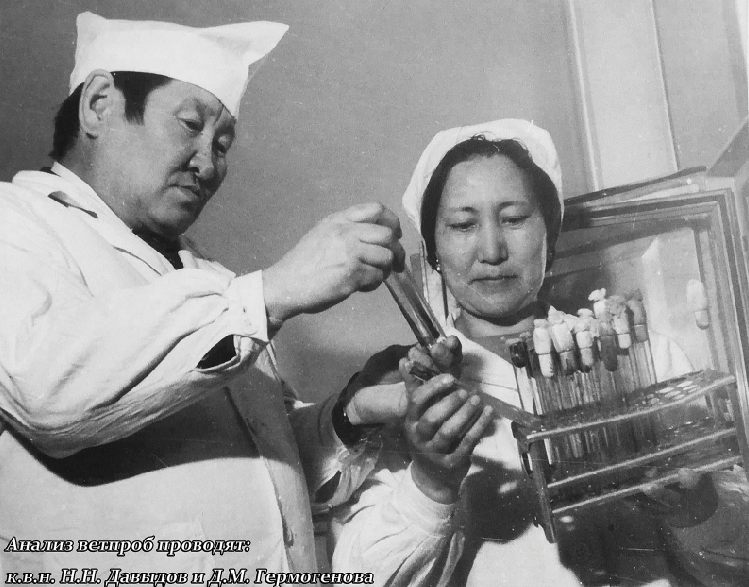 Анализ ветпроб проводят:
к.в.н. Н.Н. Давыдов и Д.М. Гермогенова